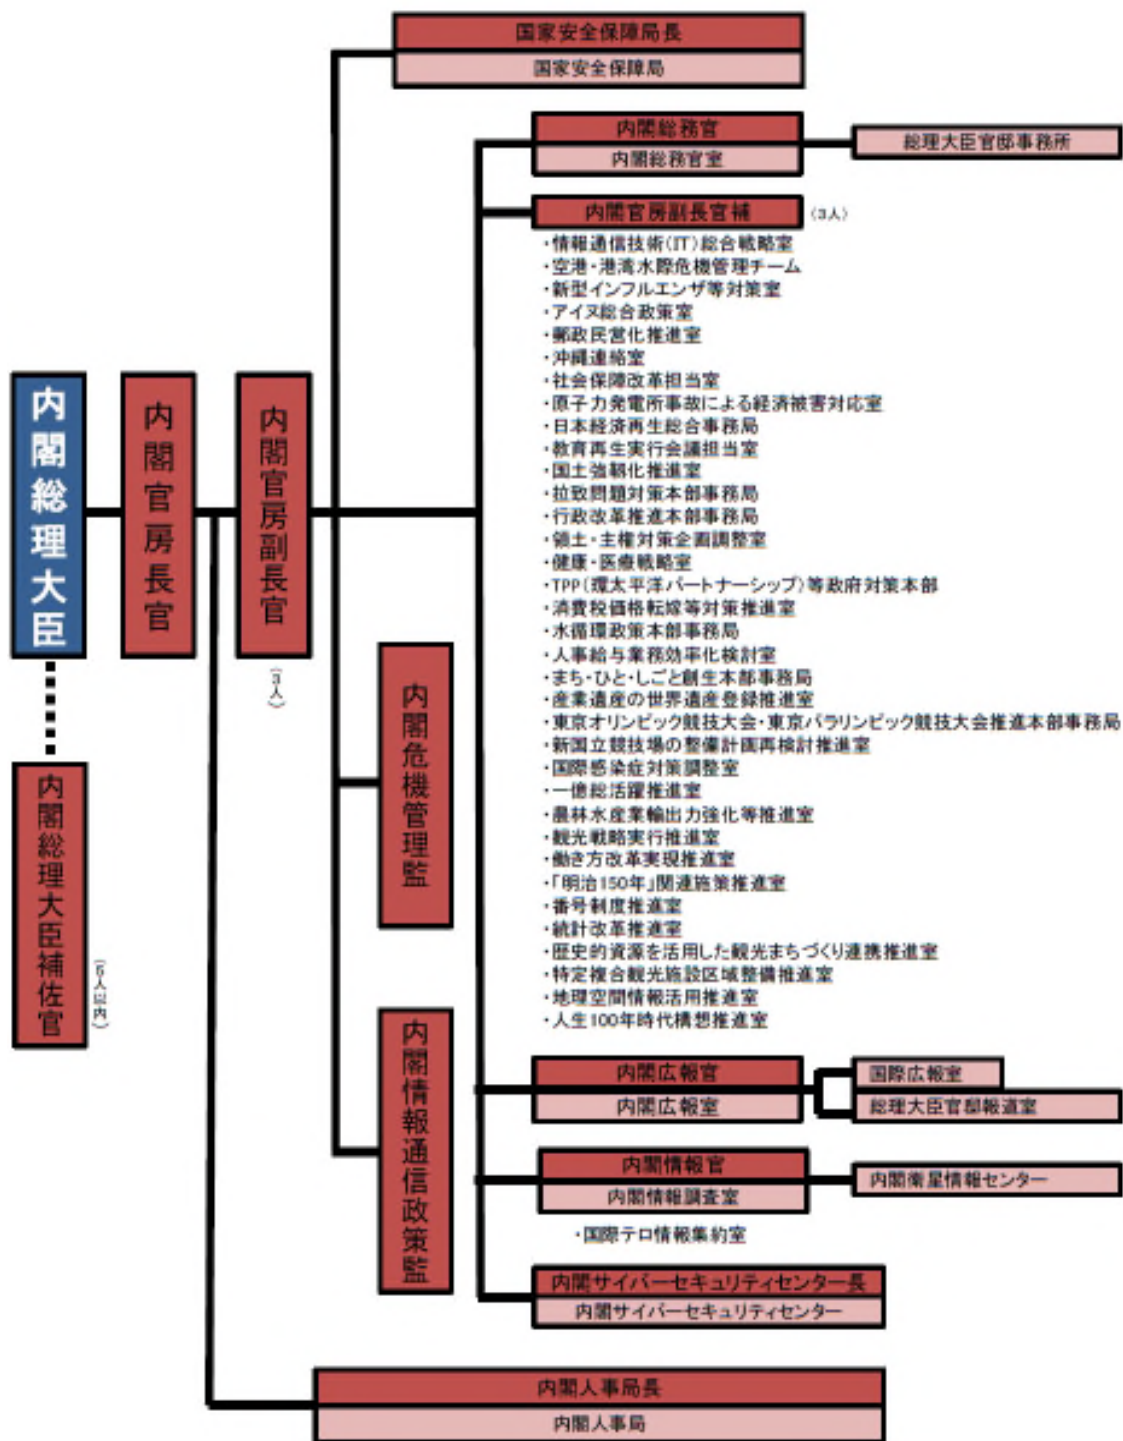 国家安全保障局長
国家安全保障局
内閣総務官
内閣総務官室
総理大臣官邸事務所
内閣官房副長官補
(3人)
・情報通信技術(IT)総合戦略室
・空港・港湾水際危機管理チーム
・新型インフルエンザ等対策室
・アイヌ総合政策室
・郵政民営化推進室
・沖縄連絡室
・社会保障改革担当室
・原子力発電所事故による経済被害対応室
・日本経済再生総合事務局
・教育再生実行会議担当室
・国土強靱化推進室
・拉致問題対策本部事務局
・行政改革推進本部事務局
・領土・主権対策企画調整室
・健康・医療戦略室
・TPP(環太平洋パートナーシップ)等政府対策本部
・消費税価格転嫁等対策推進室
・水循環政策本部事務局
・人事給与業務効率化検討室
・まち・ひと・しごと創生本部事務局
・産業遺産の世界遺産登録推進室
・東京オリンピック競技大会・東京パラリンピック競技大会推進本部事務局
・新国立競技場の整備計画再検討推進室
・国際感染症対策調整室
・一億総活躍推進室
・農林水産業輸出力強化等推進室
・観光戦略実行推進室
・働き方改革実現推進室
・「明治150年」関連施策推進室
・番号制度推進室
・統計改革推進室
・歴史的資源を活用した観光まちづくり連携推進室
・特定複合観光施設区域整備推進室
・地理空間情報活用推進室
・人生100年時代構想推進室
内閣総理大臣
内閣官房長官
内閣官房副長官
(3人)
内閣総理大臣補佐官
(5人以内)
内閣危機管理監
内閣情報通信政策監
内閣広報官
内閣広報室
国際広報室
総理大臣官邸報道室
内閣情報官
内閣情報調査室
内閣衛星情報センター
・国際テロ情報集約室
内閣サイバーセキュリティセンター長
内閣サイバーセキュリティセンター
内閣人事局長
内閣人事局